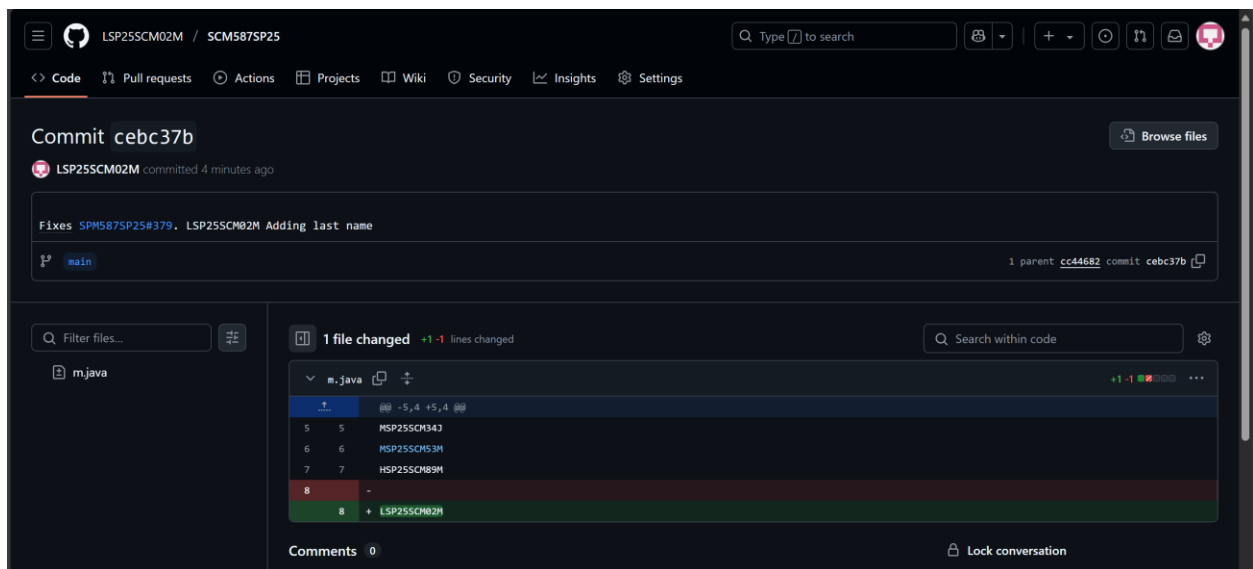 LSP25SCM02M / SCM587SP25
Type / to search
Code Pull requests Actions Projects Wiki Security Insights Settings
Commit cebc37b
Browse files
LSP25SCM02M committed 4 minutes ago
Fixes SPM587SP25#379. LSP25SCM02M Adding last name
main
1 parent cc44682 commit cebc37b
Filter files...
1 file changed +1 -1 lines changed
Search within code
m.java
m.java
+1 -1
@@ -5,4 +5,4 @@
5 5 MSP25SCM34J
6 6 MSP25SCM53M
7 7 HSP25SCM89M
8 -
8 + LSP25SCM02M
Comments 0
Lock conversation